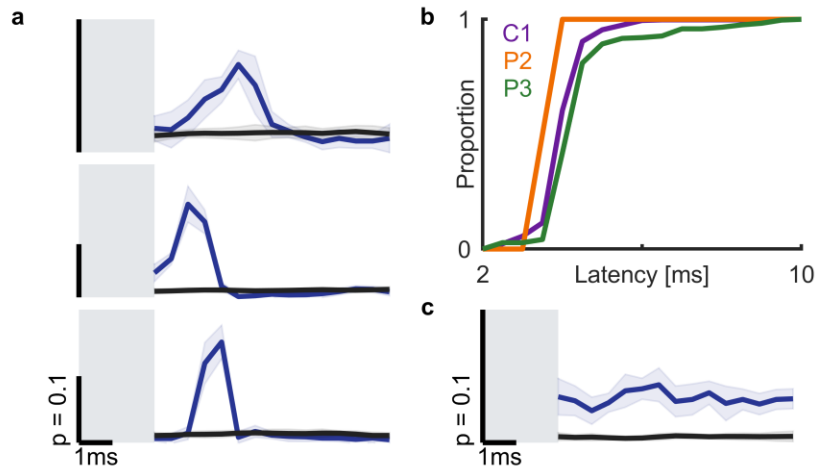 a
p = 0.1
1ms
b
1
C1
P2
P3
Proportion
0
2
Latency [ms]
10
c
p = 0.1
1ms